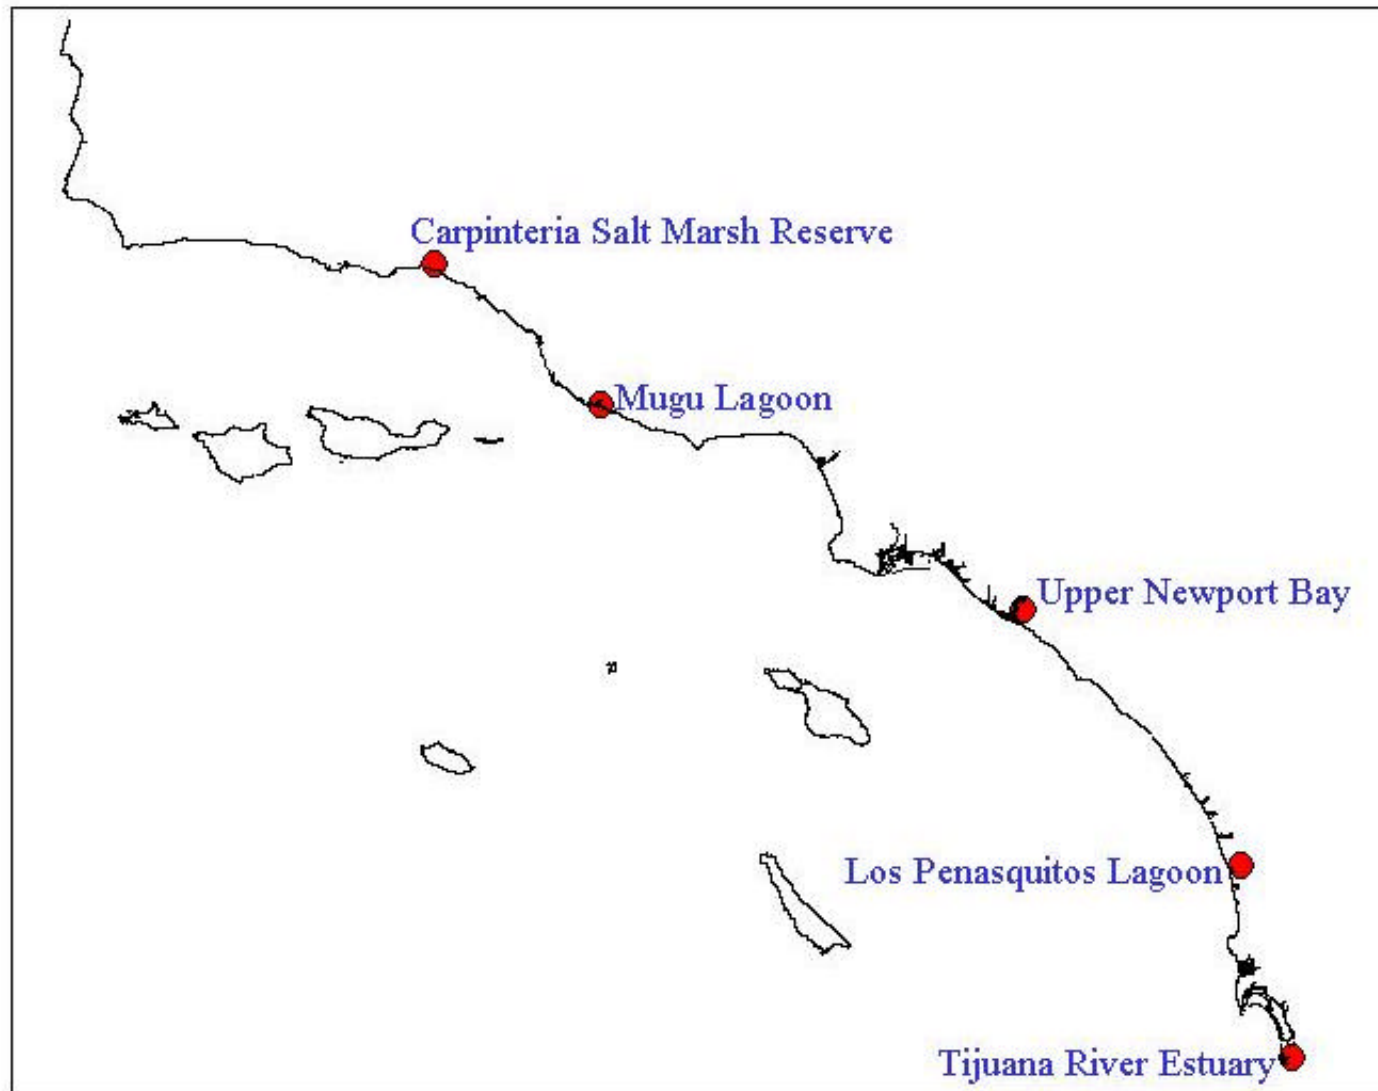 Carpinteria Salt Marsh Reserve
Mugu Lagoon
Upper Newport Bay
Los Penasquitos Lagoon
Tijuana River Estuary